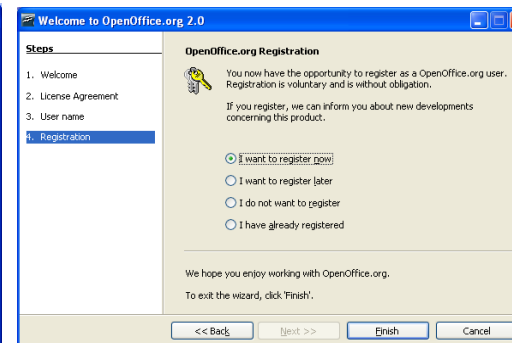 Welcome to OpenOffice.org 2.0
Steps
1. Welcome
2. License Agreement
3. User name
4. Registration
OpenOffice.org Registration
You now have the opportunity to register as a OpenOffice.org user.
Registration is voluntary and is without obligation.
If you register, we can inform you about new developments
concerning this product.
I want to register now
I want to register later
I do not want to register
I have already registered
We hope you enjoy working with OpenOffice.org.
To exit the wizard, click 'Finish'.
<< Back
Next >>
Finish
Cancel